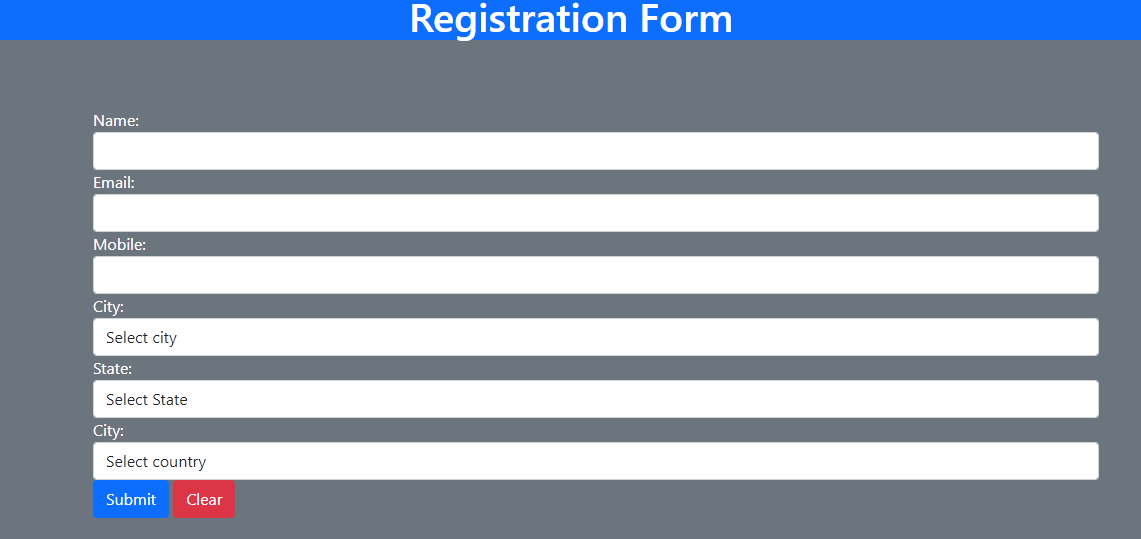 Registration Form
Name:
Email:
Mobile:
City:
Select city
State:
Select State
City:
Select country
Submit Clear